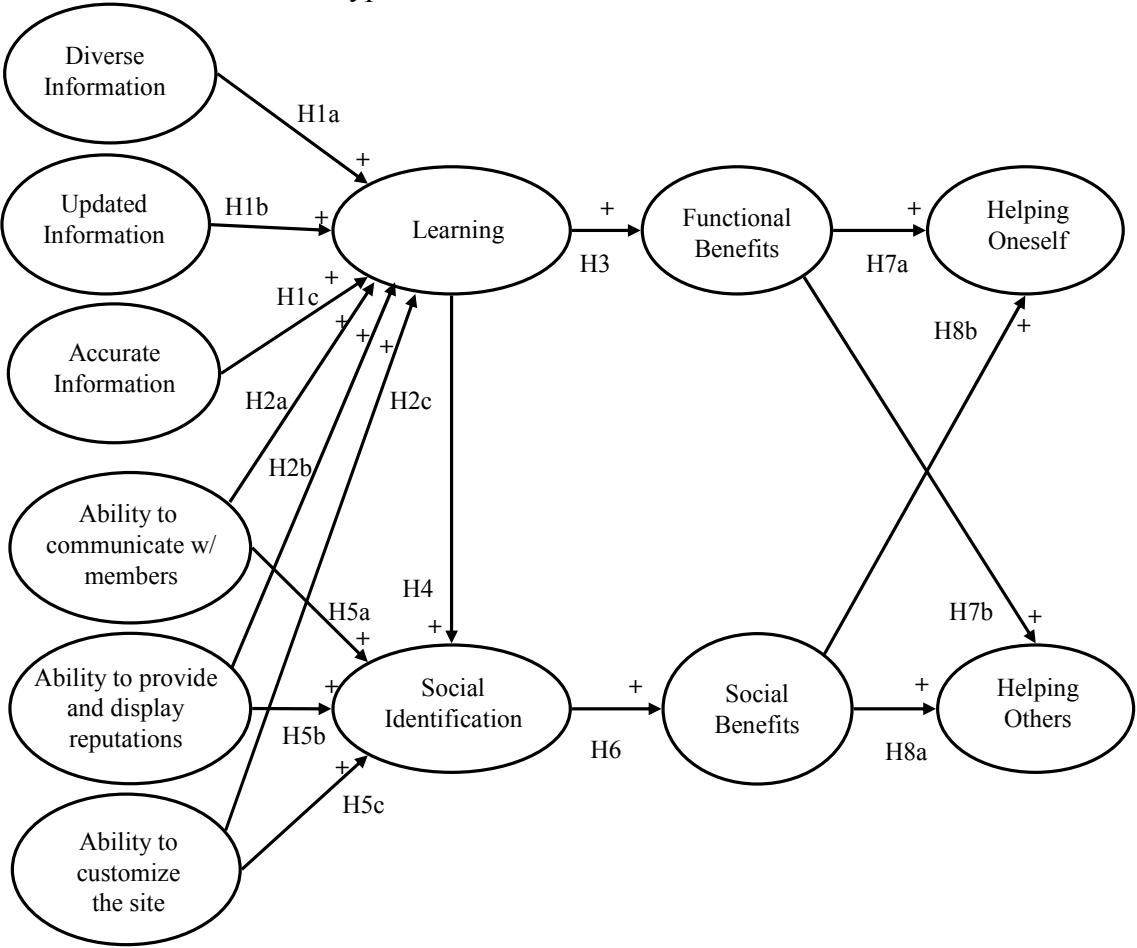 Diverse
Information
H1a
+
Updated
Information
H1b
+
Learning
+
H3
Functional
Benefits
+
H7a
Helping
Oneself
Accurate
Information
H1c
+
H2a
+
H2b
+
H2c
+
H8b
+
Ability to
communicate w/
members
H5a
+
H4
+
H7b
+
Ability to provide
and display
reputations
H5b
+
Social
Identification
+
H6
Social
Benefits
+
H8a
Helping
Others
Ability to
customize
the site
H5c
+